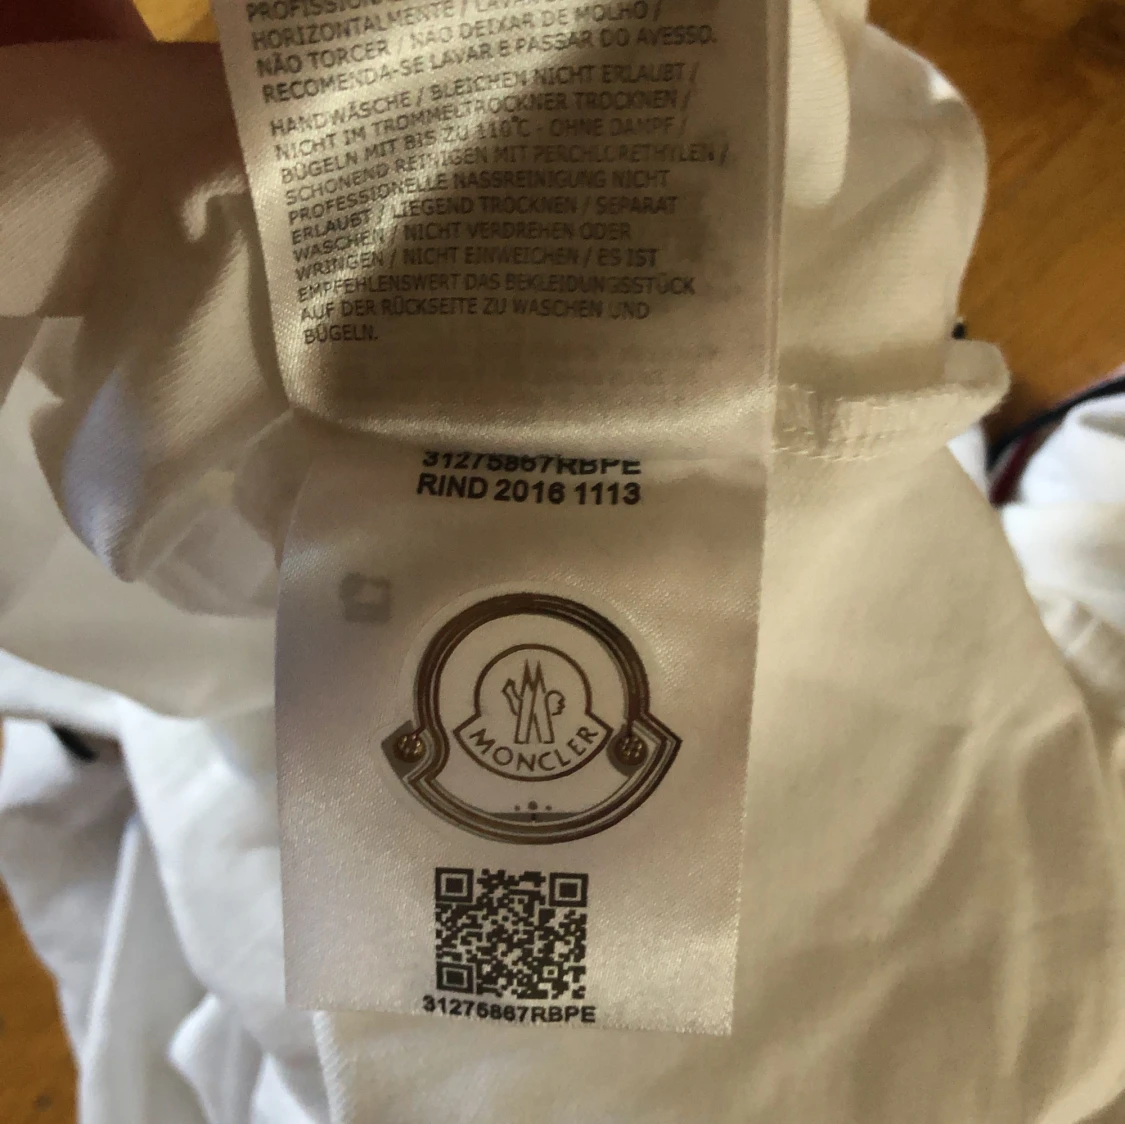 HORIZONTALMENTE / LAVAR DE
NÃO TORCER / NÃO DEIXAR DE MOLHO /
RECOMENDA-SE LAVAR E PASSAR DO AVESSO.
HANDWÄSCHE / BLEICHEN NICHT ERLAUBT /
NICHT IM TROMMELTROCKNER TROCKNEN /
BÜGELN MIT BIS ZU 110°C - OHNE DAMPF /
SCHONEND REINIGEN MIT PERCHLORETHYLEN /
PROFESSIONELLE NASSREINIGUNG NICHT
ERLAUBT / LIEGEND TROCKNEN / SEPARAT
WASCHEN / NICHT VERDREHEN ODER
WRINGEN / NICHT EINWEICHEN / ES IST
EMPFEHLENSWERT DAS BEKLEIDUNGSSTÜCK
AUF DER RÜCKSEITE ZU WASCHEN UND
BÜGELN.
31275867RBPE
RIND 2016 1113
MONCLER
31275867RBPE